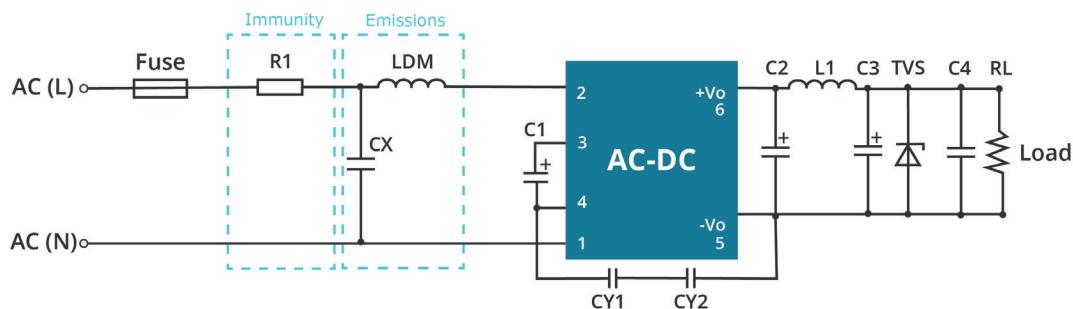 Immunity
Emissions
Fuse
R1
LDM
C2
L1
C3
TVS
C4
RL
AC (L)
2
+Vo
6
C1
+
3
CX
+
+
AC-DC
Load
4
AC (N)
1
-Vo
5
CY1
CY2